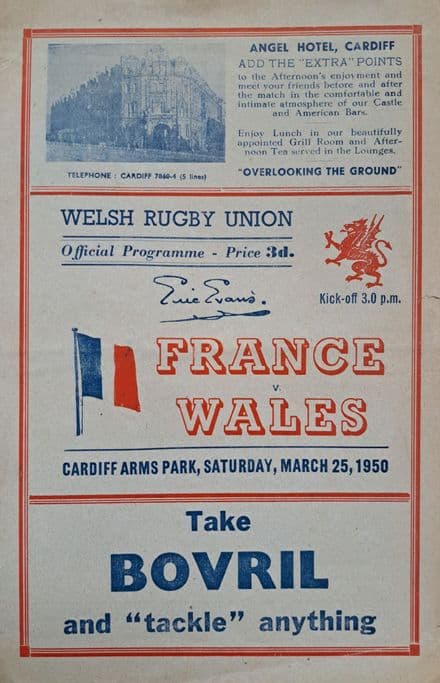 ANGEL HOTEL, CARDIFF
ADD THE "EXTRA" POINTS
to the Afternoon's enjoyment and
meet your friends before and after
the match in the comfortable and
intimate atmosphere of our Castle
and American Bars.
Enjoy Lunch in our beautifully
appointed Grill Room and After-
noon Tea served in the Lounges.
"OVERLOOKING THE GROUND"
TELEPHONE : CARDIFF 7860-4 (5 lines)
WELSH RUGBY UNION
Official Programme - Price 3d.
Eric Evans.
Kick-off 3.0 p.m.
FRANCE
v.
WALES
CARDIFF ARMS PARK, SATURDAY, MARCH 25, 1950
Take
BOVRIL
and "tackle" anything